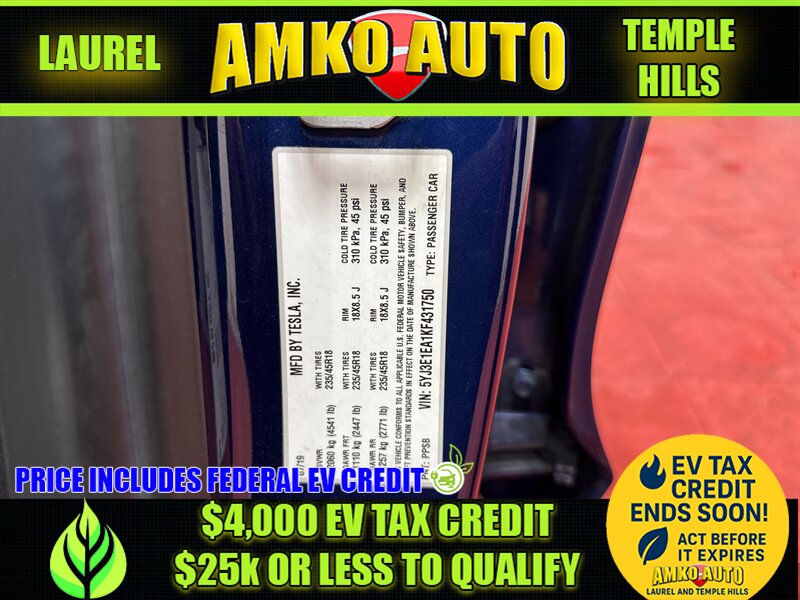 LAUREL
AMKO AUTO
TEMPLE
HILLS
MFD BY TESLA, INC.
WITH TIRES RIM COLD TIRE PRESSURE
2060 kg (4541 lb) 235/45R18 18X8.5 J 310 kPa, 45 psi
GAWR FRT WITH TIRES RIM COLD TIRE PRESSURE
1110 kg (2447 lb) 235/45R18 18X8.5 J 310 kPa, 45 psi
GAWR RR WITH TIRES RIM COLD TIRE PRESSURE
1257 kg (2771 lb) 235/45R18 18X8.5 J 310 kPa, 45 psi
VEHICLE CONFORMS TO ALL APPLICABLE U.S. FEDERAL MOTOR VEHICLE SAFETY, BUMPER, AND
PREVENTION STANDARDS IN EFFECT ON THE DATE OF MANUFACTURE SHOWN ABOVE.
PPSB VIN: 5YJ3E1EA1KF431750 TYPE: PASSENGER CAR
PRICE INCLUDES FEDERAL EV CREDIT
$4,000 EV TAX CREDIT
$25k OR LESS TO QUALIFY
EV TAX
CREDIT
ENDS SOON!
ACT BEFORE
IT EXPIRES
AMKO AUTO
LAUREL AND TEMPLE HILLS